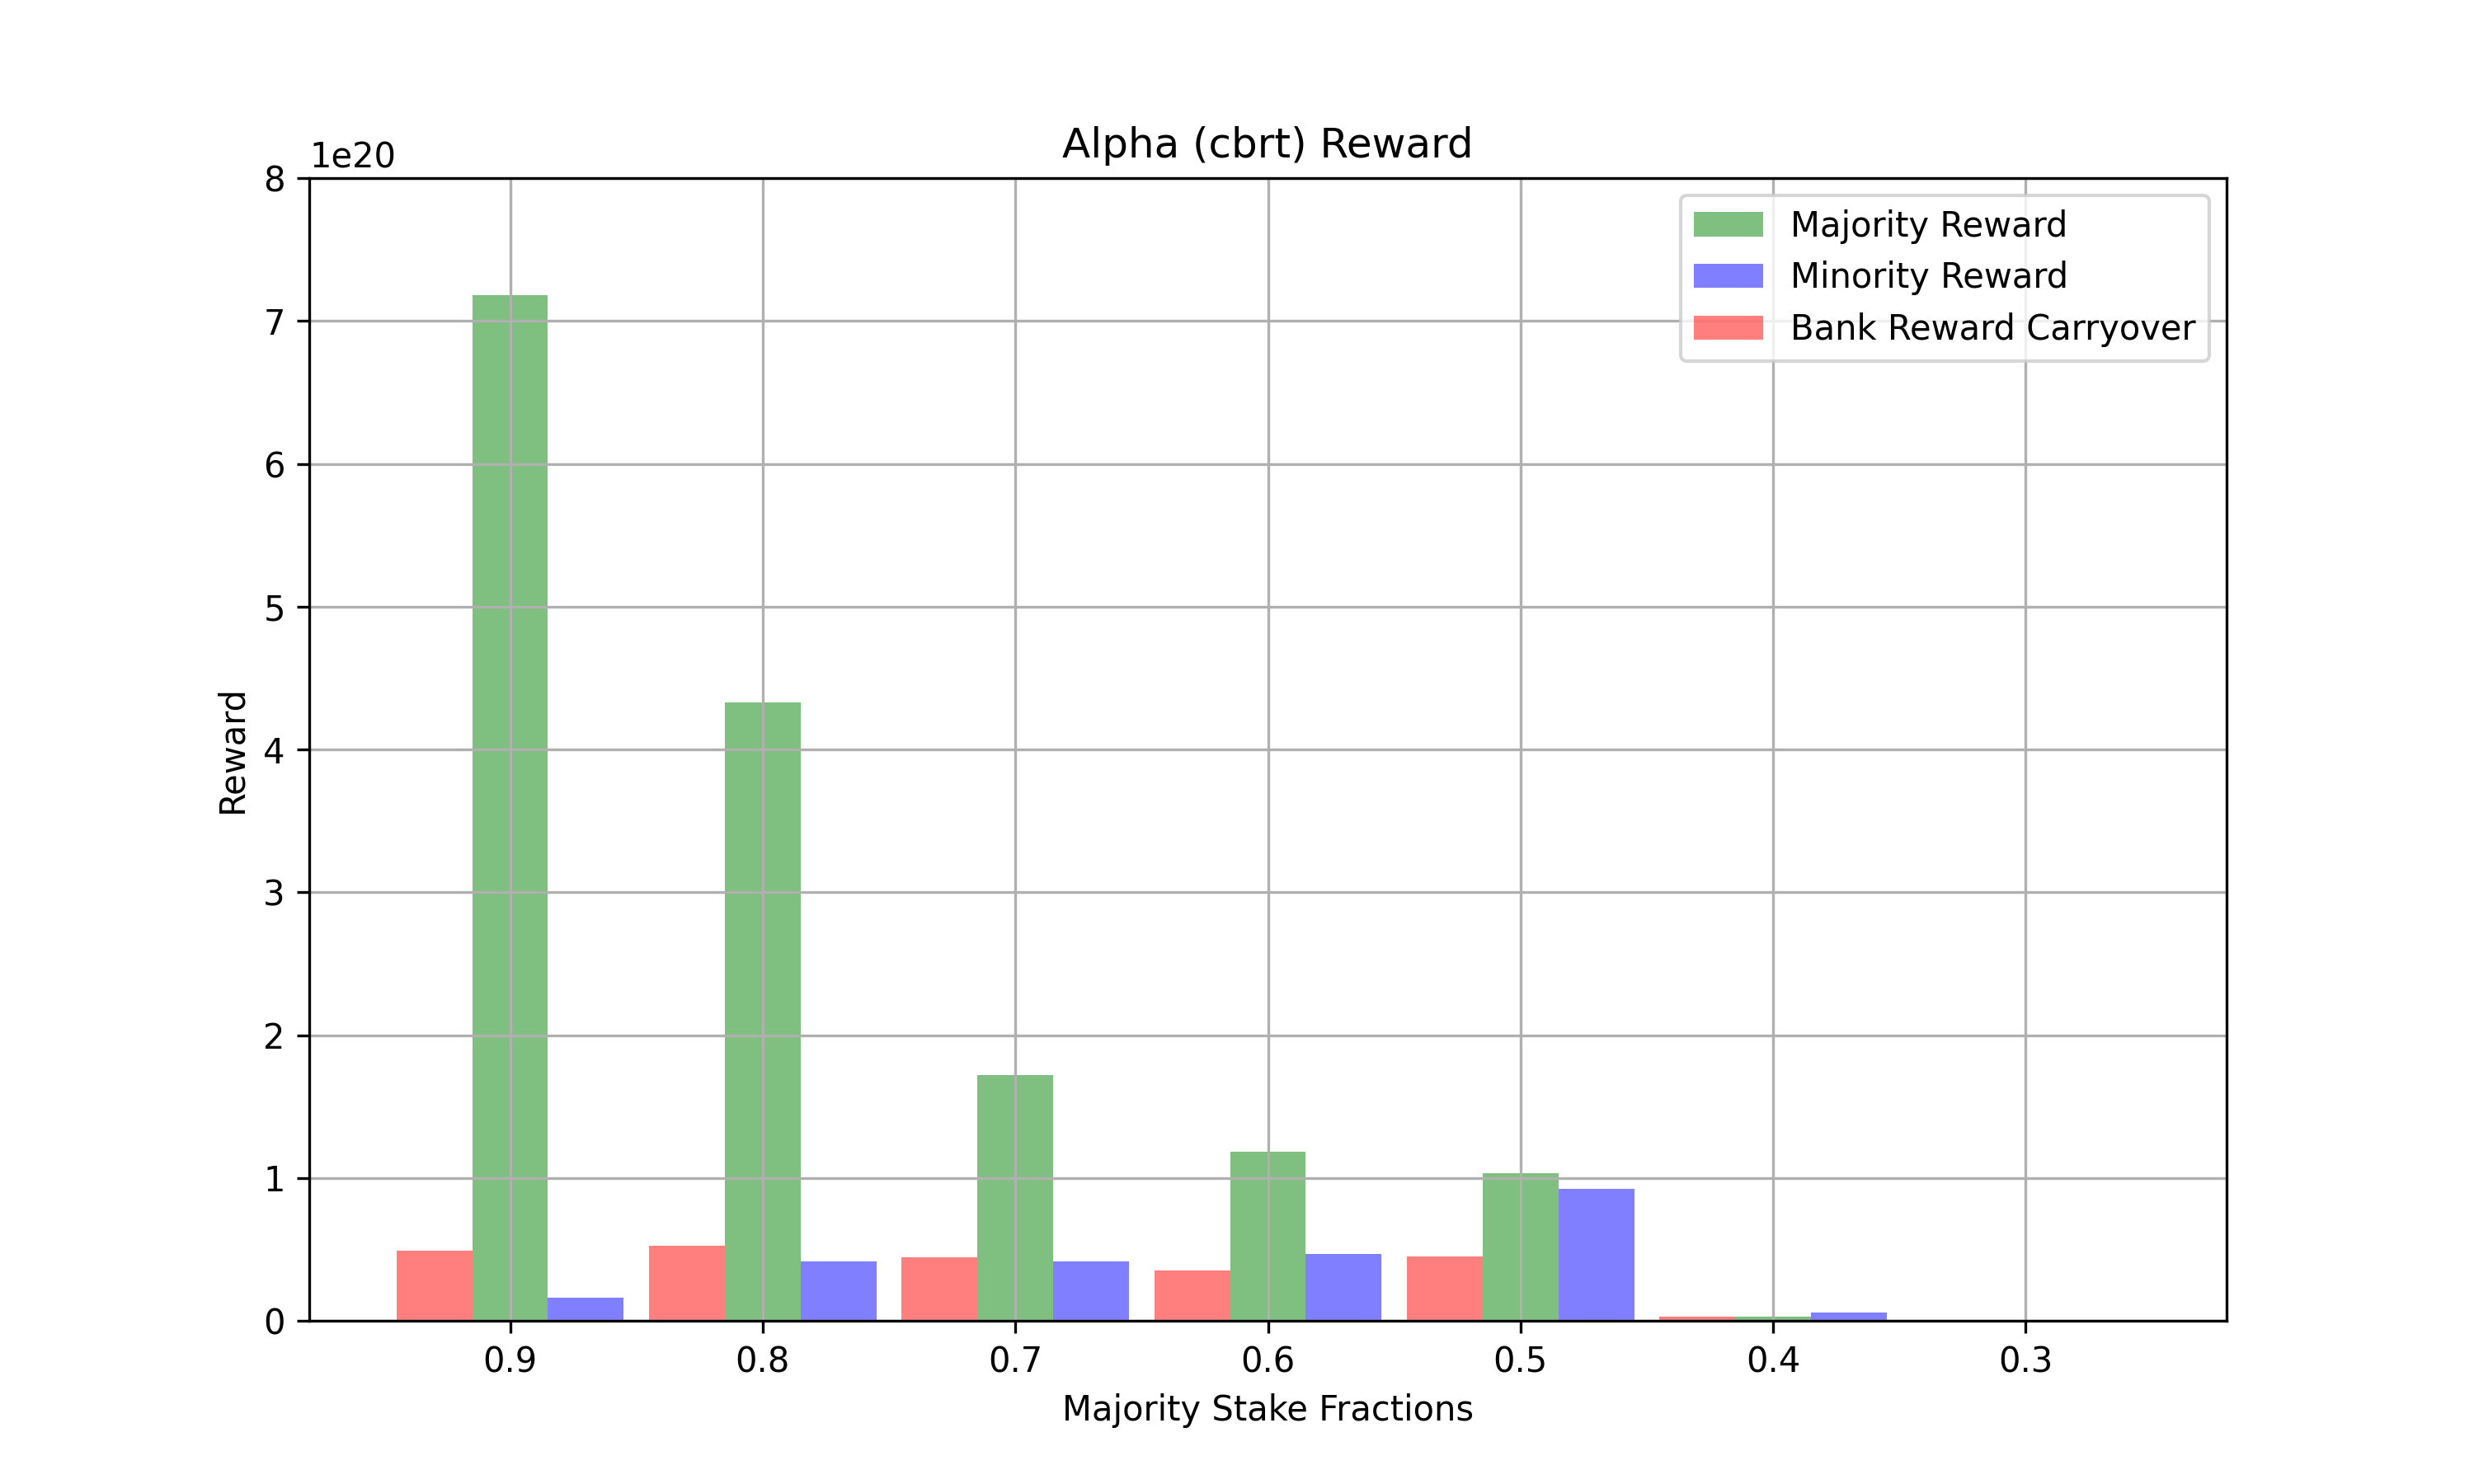 Alpha (cbrt) Reward
1e20
8
7
6
5
4
3
2
1
0
Reward
Majority Reward
Minority Reward
Bank Reward Carryover
0.9 0.8 0.7 0.6 0.5 0.4 0.3
Majority Stake Fractions